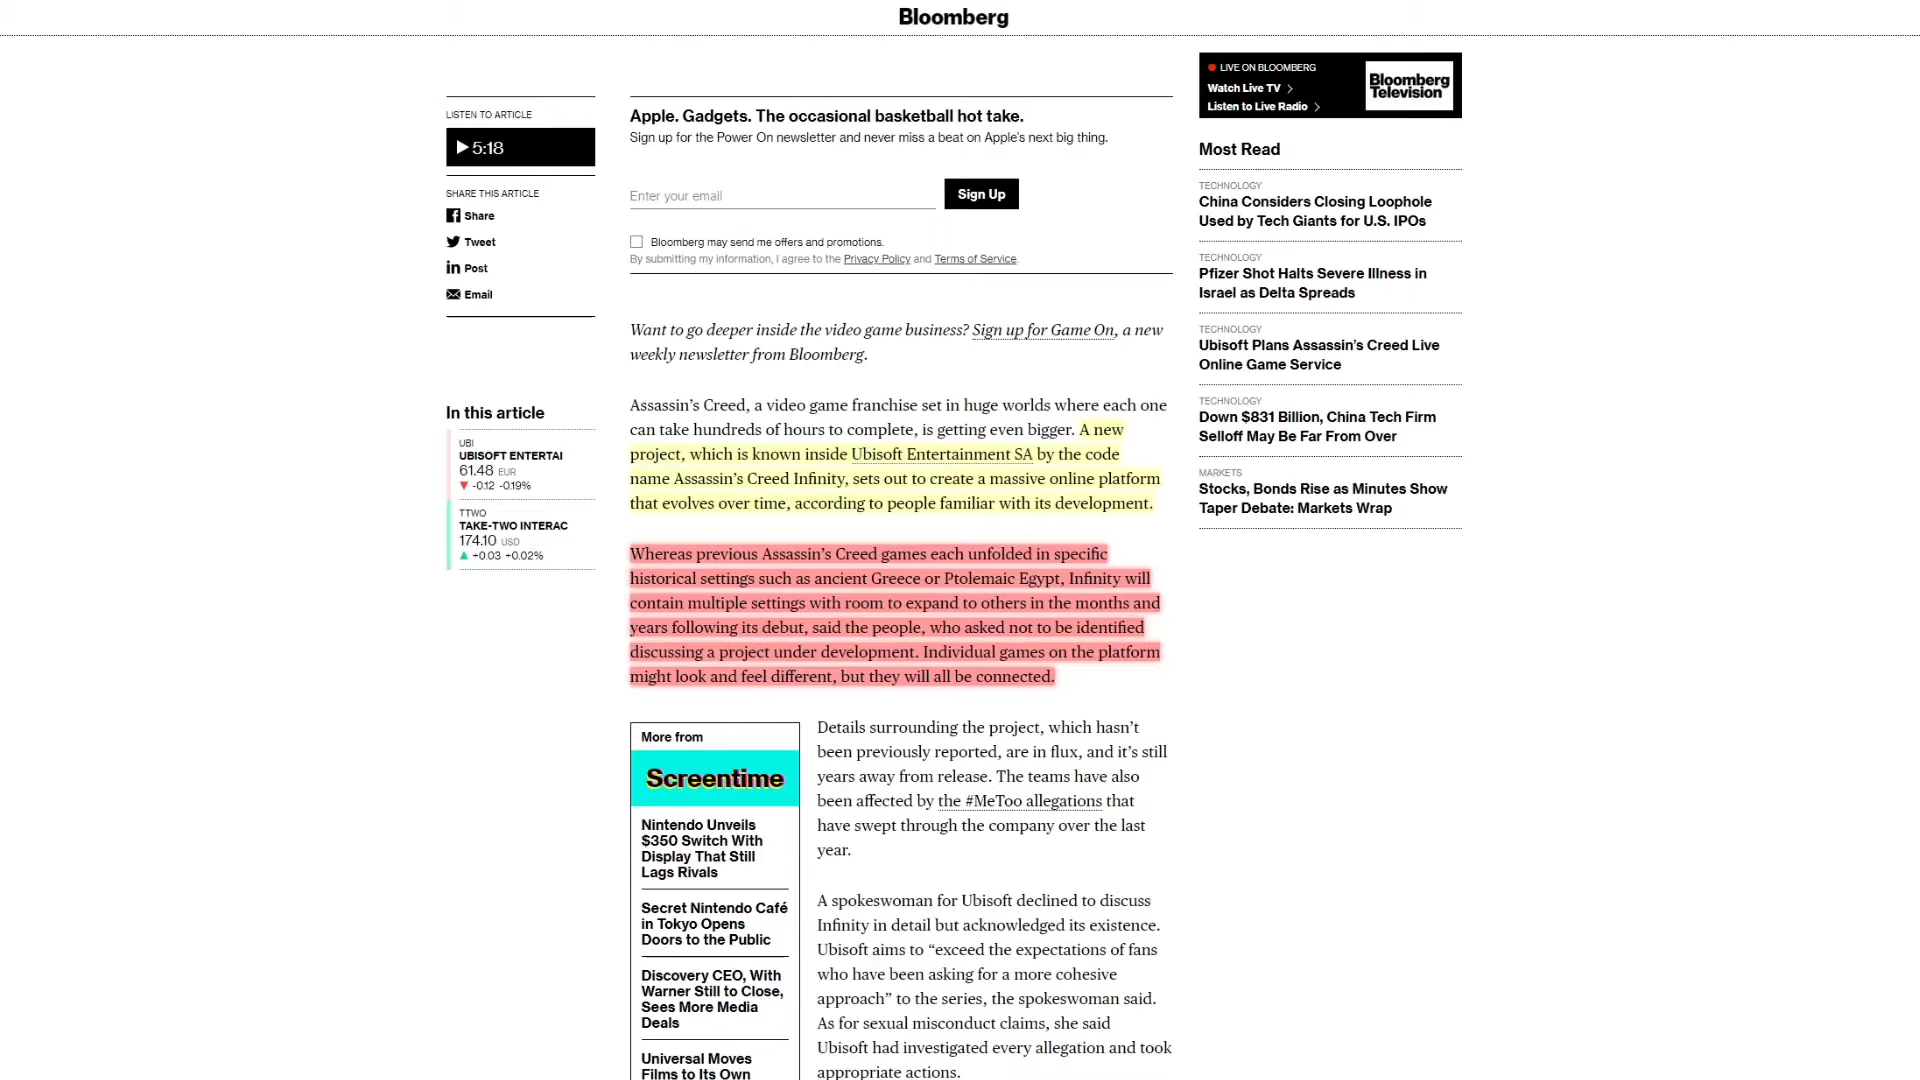 Bloomberg
LISTEN TO ARTICLE
5:18
SHARE THIS ARTICLE
Share
Tweet
Post
Email
In this article
UBI
UBISOFT ENTERTAI
61.48 EUR
-0.12 -0.19%
TTWO
TAKE-TWO INTERAC
174.10 USD
+0.03 +0.02%
Apple. Gadgets. The occasional basketball hot take.
Sign up for the Power On newsletter and never miss a beat on Apple's next big thing.
Enter your email
Sign Up
Bloomberg may send me offers and promotions.
By submitting my information, I agree to the Privacy Policy and Terms of Service.
Want to go deeper inside the video game business? Sign up for Game On, a new
weekly newsletter from Bloomberg.
Assassin's Creed, a video game franchise set in huge worlds where each one
can take hundreds of hours to complete, is getting even bigger. A new
project, which is known inside Ubisoft Entertainment SA by the code
name Assassin's Creed Infinity, sets out to create a massive online platform
that evolves over time, according to people familiar with its development.
Whereas previous Assassin's Creed games each unfolded in specific
historical settings such as ancient Greece or Ptolemaic Egypt, Infinity will
contain multiple settings with room to expand to others in the months and
years following its debut, said the people, who asked not to be identified
discussing a project under development. Individual games on the platform
might look and feel different, but they will all be connected.
More from
Screentime
Nintendo Unveils
$350 Switch With
Display That Still
Lags Rivals
Secret Nintendo Café
in Tokyo Opens
Doors to the Public
Discovery CEO, With
Warner Still to Close,
Sees More Media
Deals
Universal Moves
Films to Its Own
Details surrounding the project, which hasn't
been previously reported, are in flux, and it's still
years away from release. The teams have also
been affected by the #MeToo allegations that
have swept through the company over the last
year.
A spokeswoman for Ubisoft declined to discuss
Infinity in detail but acknowledged its existence.
Ubisoft aims to “exceed the expectations of fans
who have been asking for a more cohesive
approach” to the series, the spokeswoman said.
As for sexual misconduct claims, she said
Ubisoft had investigated every allegation and took
appropriate actions.
LIVE ON BLOOMBERG
Watch Live TV
Listen to Live Radio
Bloomberg
Television
Most Read
TECHNOLOGY
China Considers Closing Loophole
Used by Tech Giants for U.S. IPOs
TECHNOLOGY
Pfizer Shot Halts Severe Illness in
Israel as Delta Spreads
TECHNOLOGY
Ubisoft Plans Assassin's Creed Live
Online Game Service
TECHNOLOGY
Down $831 Billion, China Tech Firm
Selloff May Be Far From Over
MARKETS
Stocks, Bonds Rise as Minutes Show
Taper Debate: Markets Wrap